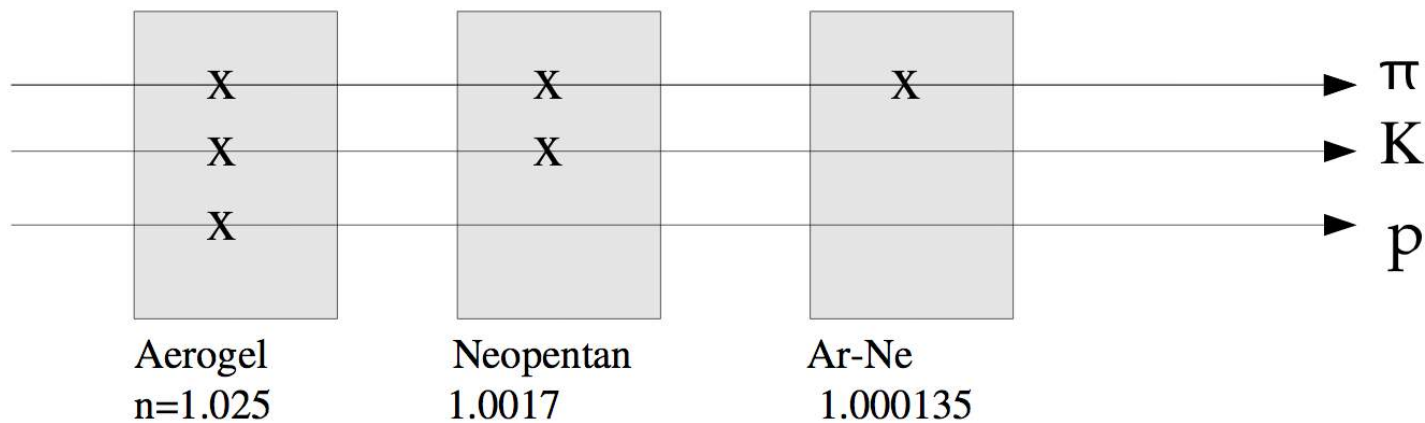 X X X π
X X K
X p
Aerogel Neopentan Ar-Ne
n=1.025 1.0017 1.000135